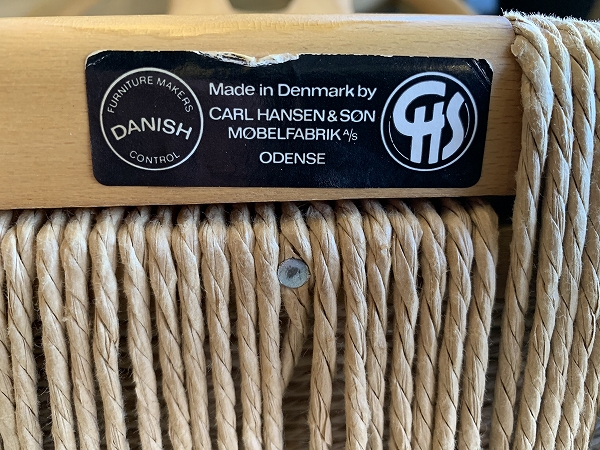 FURNITURE MAKERS
DANISH
CONTROL
Made in Denmark by
CARL HANSEN & SØN
MØBELFABRIK A/S
ODENSE
CHS